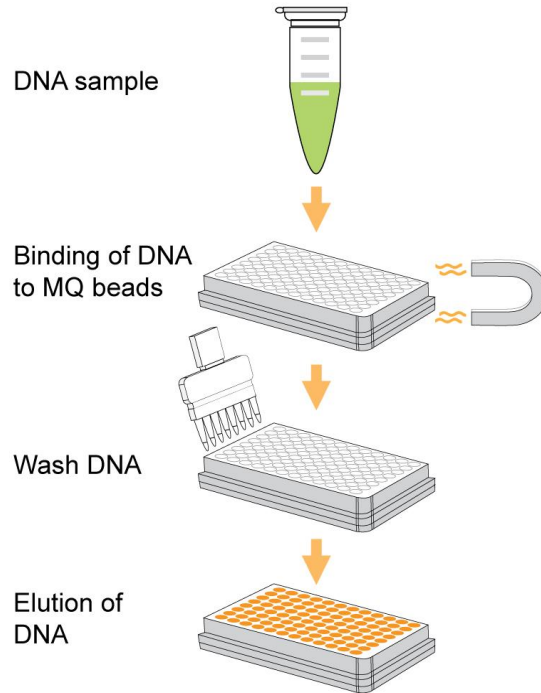 DNA sample
Binding of DNA
to MQ beads
Wash DNA
Elution of
DNA